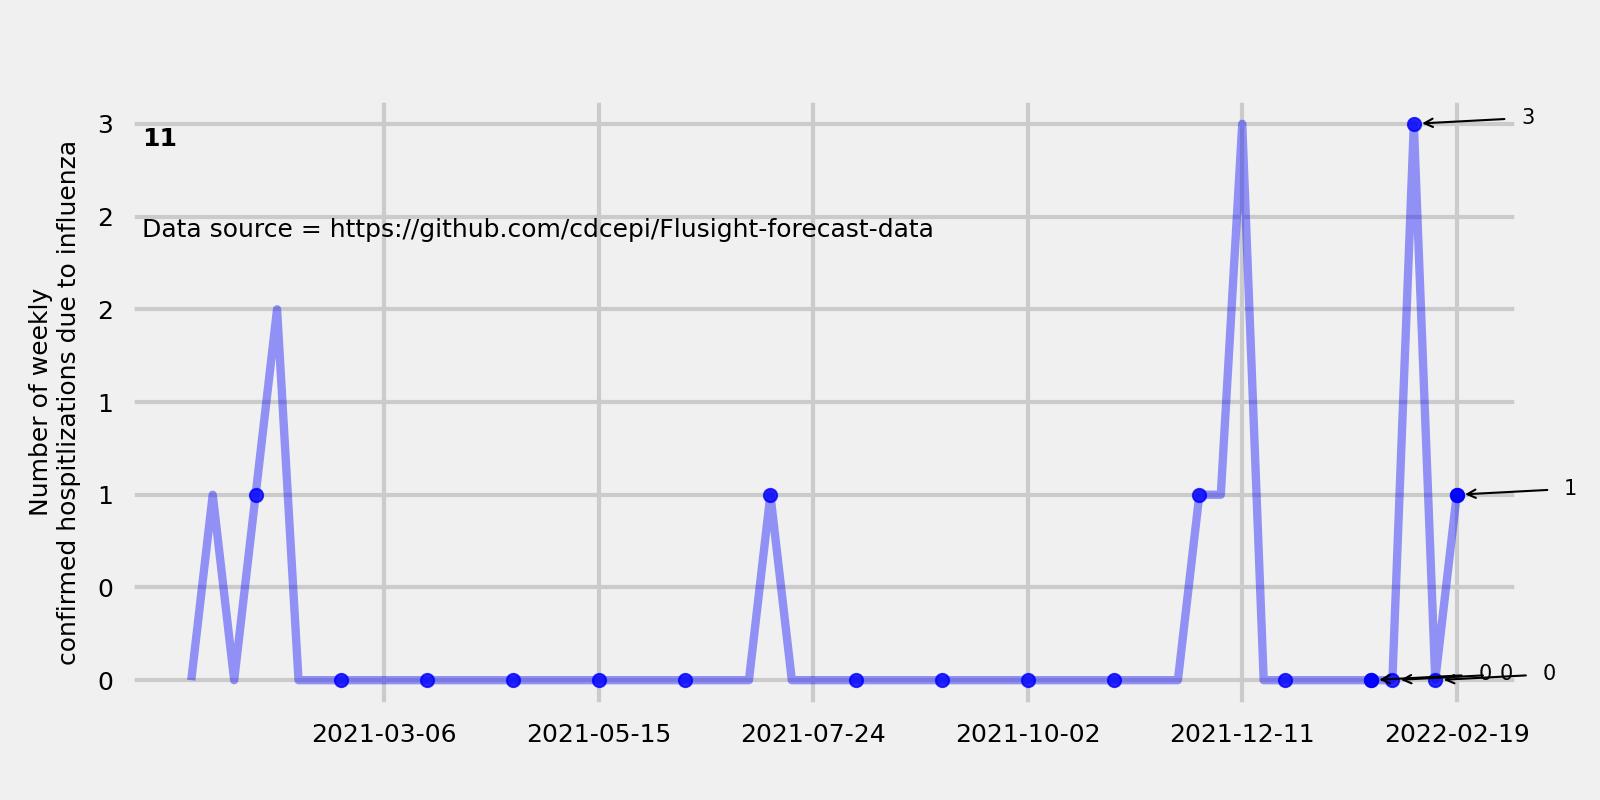 3
3
11
2
Data source = https://github.com/cdcepi/Flusight-forecast-data
2
1
1
1
0
0
0 0 0
Number of weekly
confirmed hospitlizations due to influenza
2021-03-06 2021-05-15 2021-07-24 2021-10-02 2021-12-11 2022-02-19